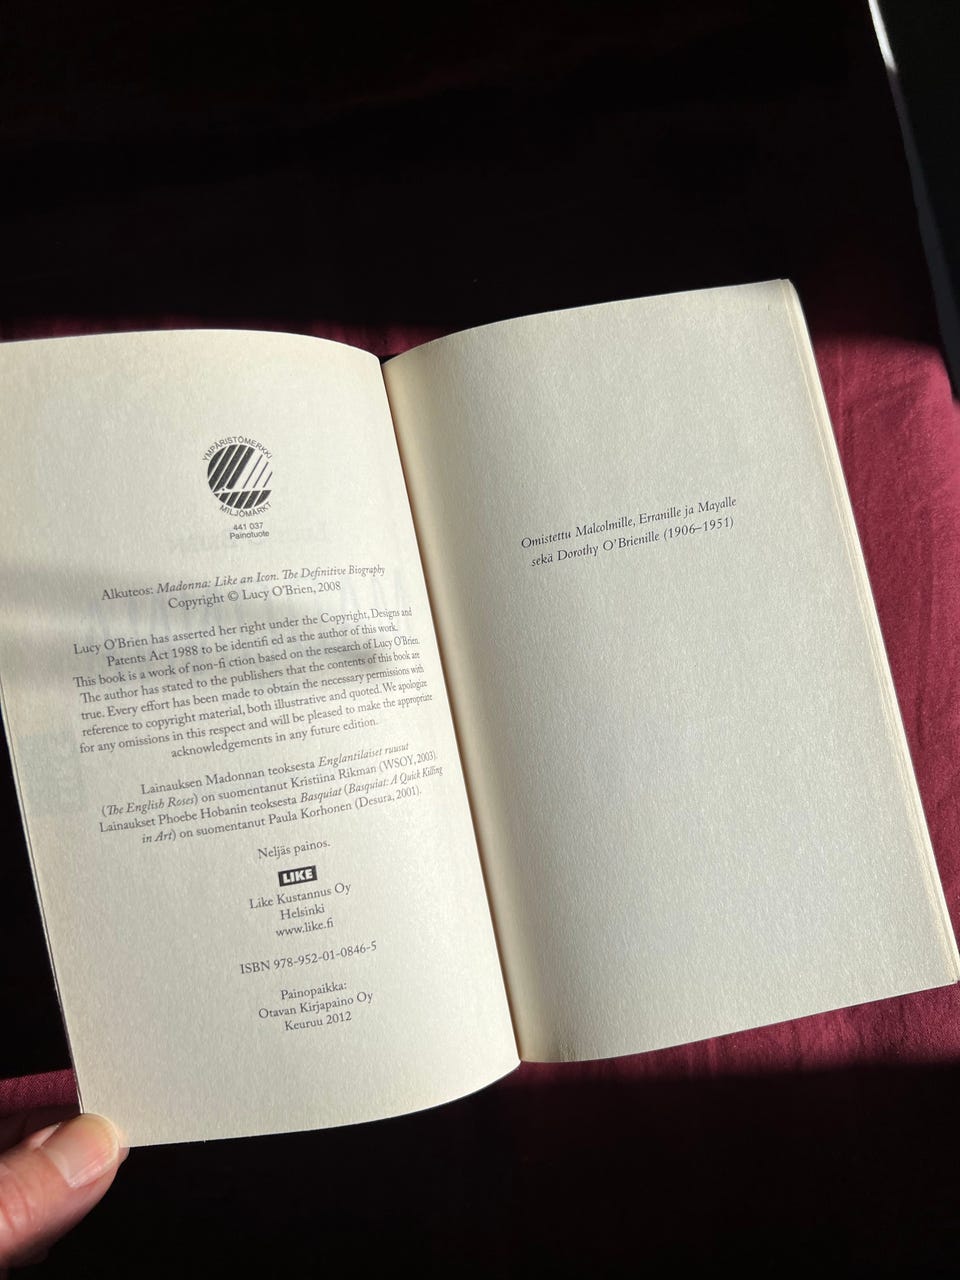 YMPÄRISTÖMERKKI
MILJÖMÄRKT
441 037
Painotuote
Alkuteos: Madonna: Like an Icon. The Definitive Biography
Copyright © Lucy O'Brien, 2008
Lucy O'Brien has asserted her right under the Copyright, Designs and
Patents Act 1988 to be identifi ed as the author of this work.
This book is a work of non-fi ction based on the research of Lucy O'Brien.
The author has stated to the publishers that the contents of this book are
true. Every effort has been made to obtain the necessary permissions with
reference to copyright material, both illustrative and quoted. We apologize
for any omissions in this respect and will be pleased to make the appropriate
acknowledgements in any future edition.
Lainauksen Madonnan teoksesta Englantilaiset ruusut
(The English Roses) on suomentanut Kristiina Rikman (WSOY, 2003).
Lainaukset Phoebe Hobanin teoksesta Basquiat (Basquiat: A Quick Killing
in Art) on suomentanut Paula Korhonen (Desura, 2001).
Neljäs painos.
LIKE
Like Kustannus Oy
Helsinki
www.like.fi
ISBN 978-952-01-0846-5
Painopaikka:
Otavan Kirjapaino Oy
Keuruu 2012
Omistettu Malcolmille, Erranille ja Mayalle
sekä Dorothy O'Brienille (1906–1951)